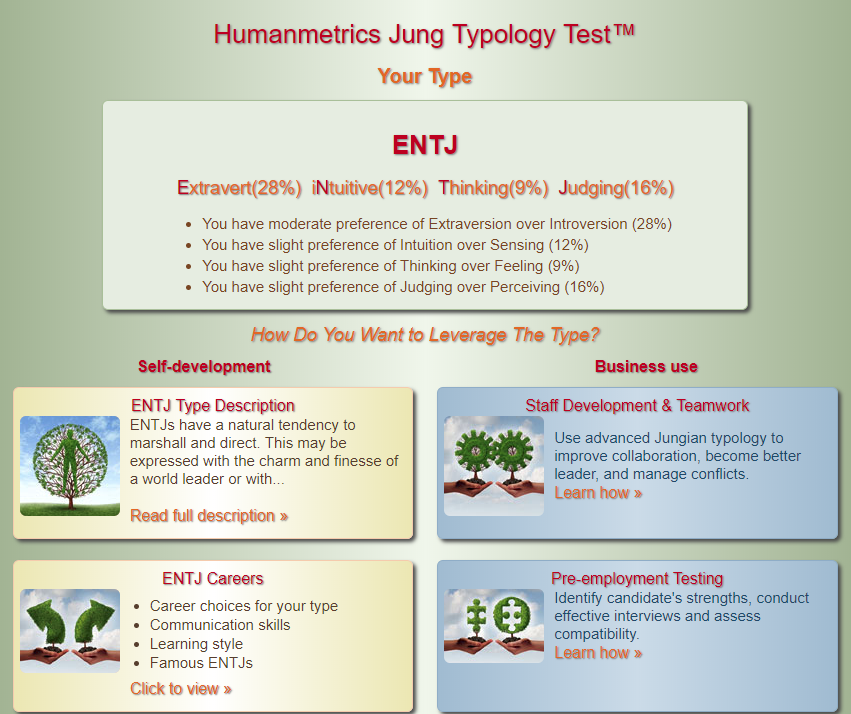 Humanmetrics Jung Typology Test™
Your Type
ENTJ
Extravert(28%) iNtuitive(12%) Thinking(9%) Judging(16%)
• You have moderate preference of Extraversion over Introversion (28%)
• You have slight preference of Intuition over Sensing (12%)
• You have slight preference of Thinking over Feeling (9%)
• You have slight preference of Judging over Perceiving (16%)
How Do You Want to Leverage The Type?
Self-development
ENTJ Type Description
ENTJs have a natural tendency to
marshall and direct. This may be
expressed with the charm and finesse of
a world leader or with...
Read full description »
ENTJ Careers
• Career choices for your type
• Communication skills
• Learning style
• Famous ENTJs
Click to view »
Business use
Staff Development & Teamwork
Use advanced Jungian typology to
improve collaboration, become better
leader, and manage conflicts.
Learn how »
Pre-employment Testing
Identify candidate's strengths, conduct
effective interviews and assess
compatibility.
Learn how »